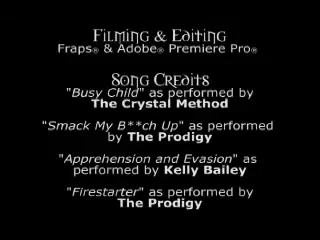 Filming & Editing
Fraps® & Adobe® Premiere Pro®
Song Credits
"Busy Child" as performed by
The Crystal Method
"Smack My B**ch Up" as performed
by The Prodigy
"Apprehension and Evasion" as
performed by Kelly Bailey
"Firestarter" as performed by
The Prodigy